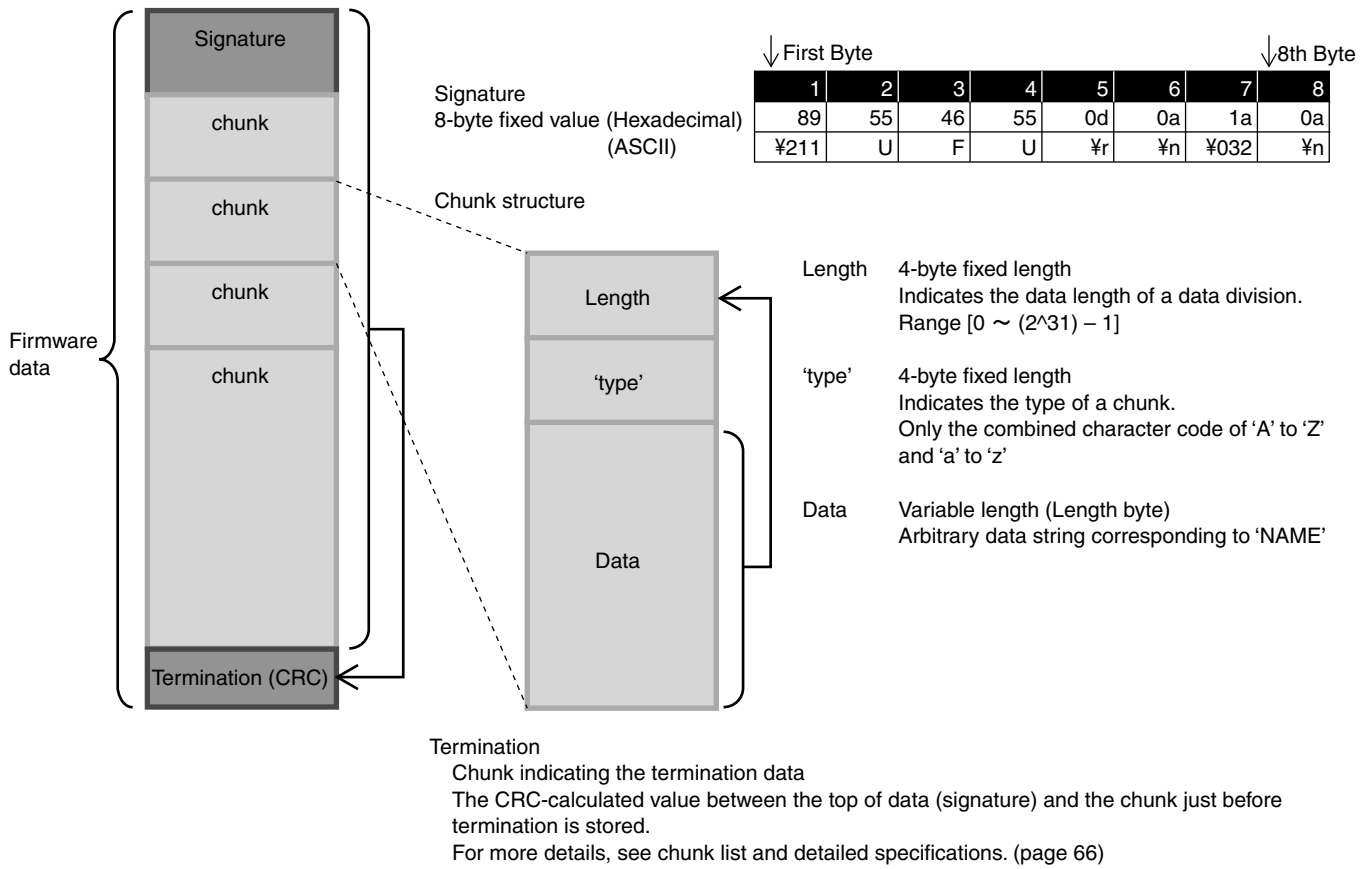 Signature
chunk
chunk
chunk
chunk
Termination (CRC)
Firmware
data
↓First Byte
↓8th Byte
Signature
8-byte fixed value (Hexadecimal)
(ASCII)
1 2 3 4 5 6 7 8
89 55 46 55 0d 0a 1a 0a
¥211 U F U ¥r ¥n ¥032 ¥n
Chunk structure
Length
‘type’
Data
Length 4-byte fixed length
Indicates the data length of a data division.
Range [0 ～ (2^31) – 1]
‘type’ 4-byte fixed length
Indicates the type of a chunk.
Only the combined character code of ‘A’ to ‘Z’
and ‘a’ to ‘z’
Data Variable length (Length byte)
Arbitrary data string corresponding to ‘NAME’
Termination
Chunk indicating the termination data
The CRC-calculated value between the top of data (signature) and the chunk just before
termination is stored.
For more details, see chunk list and detailed specifications. (page 66)